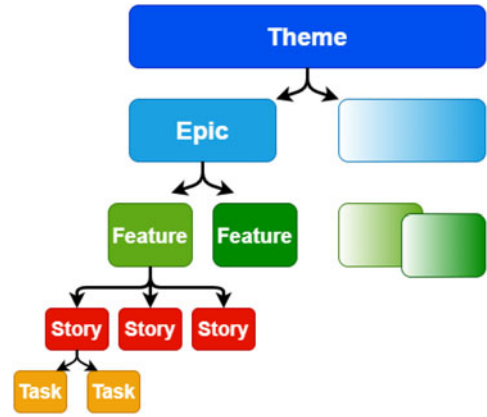 Theme
Epic
Feature
Feature
Story
Story
Story
Task
Task